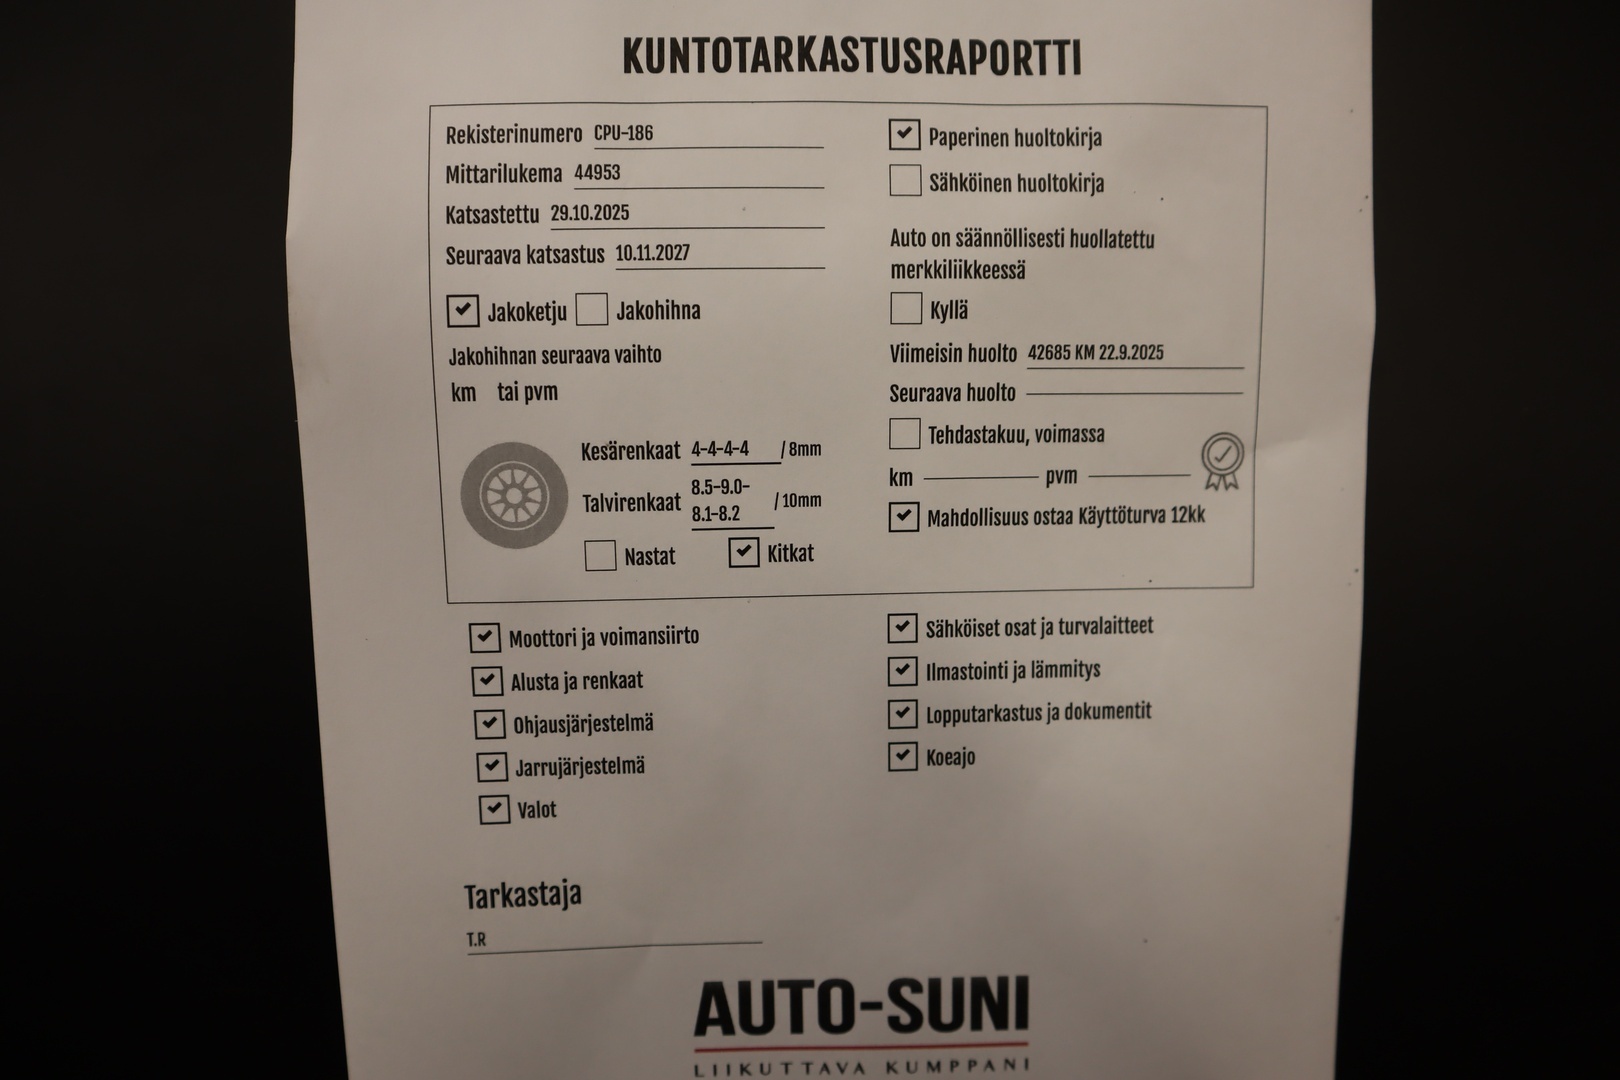 KUNTOTARKASTUSRAPORTTI
Rekisterinumero CPU-186
Mittarilukema 44953
Katsastettu 29.10.2025
Seuraava katsastus 10.11.2027
Jakoketju Jakohihna
Jakohihnan seuraava vaihto
km tai pvm
Kesärenkaat 4-4-4-4 / 8mm
Talvirenkaat 8.5-9.0-
8.1-8.2 / 10mm
Nastat Kitkat
Paperinen huoltokirja
Sähköinen huoltokirja
Auto on säännöllisesti huollatettu
merkkiliikkeessä
Kyllä
Viimeisin huolto 42685 KM 22.9.2025
Seuraava huolto
Tehdastakuu, voimassa
km pvm
Mahdollisuus ostaa Käyttöturva 12kk
Moottori ja voimansiirto
Alusta ja renkaat
Ohjausjärjestelmä
Jarrujärjestelmä
Valot
Sähköiset osat ja turvalaitteet
Ilmastointi ja lämmitys
Lopputarkastus ja dokumentit
Koeajo
Tarkastaja
T.R
AUTO-SUNI
LIIKUTTAVA KUMPPANI